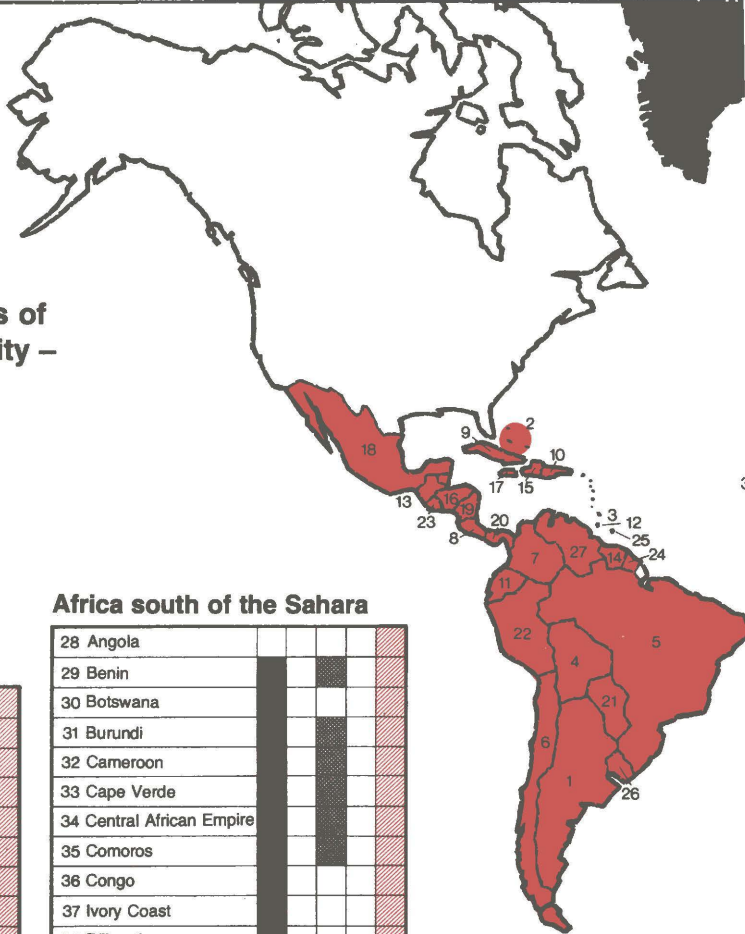 s of
ity –
2
9
18
10
17
15
13
16
19
23
3
12
25
20
8
24
14
27
7
11
5
22
4
21
6
1
26
3
Africa south of the Sahara
28 Angola
29 Benin
30 Botswana
31 Burundi
32 Cameroon
33 Cape Verde
34 Central African Empire
35 Comoros
36 Congo
37 Ivory Coast